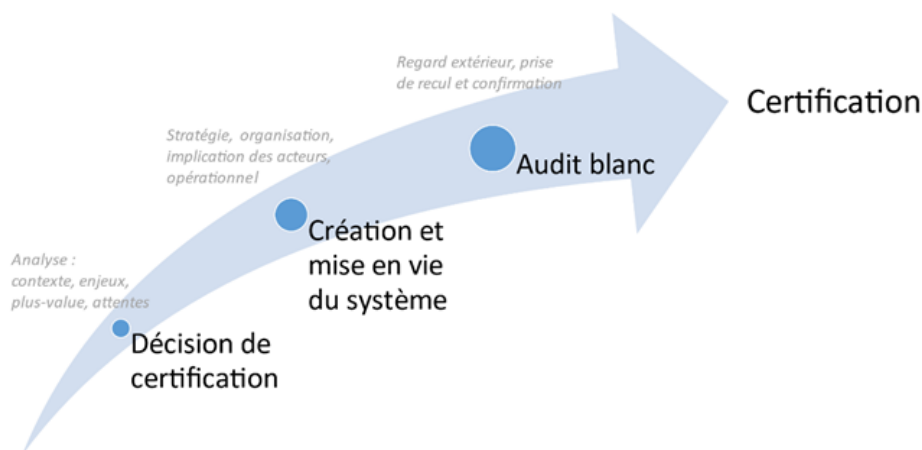 Regard extérieur, prise
de recul et confirmation
Certification
Stratégie, organisation,
implication des acteurs,
opérationnel
Audit blanc
Création et
mise en vie
du système
Analyse :
contexte, enjeux,
plus-value, attentes
Décision de
certification